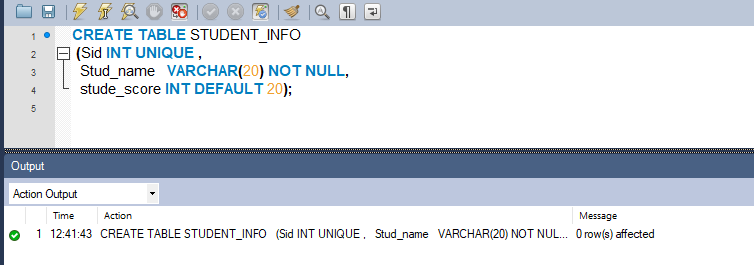 1 CREATE TABLE STUDENT_INFO
2 (Sid INT UNIQUE ,
3 Stud_name VARCHAR(20) NOT NULL,
4 stude_score INT DEFAULT 20);
5
Output
Action Output
Time Action Message
1 12:41:43 CREATE TABLE STUDENT_INFO (Sid INT UNIQUE , Stud_name VARCHAR(20) NOT NUL... 0 row(s) affected